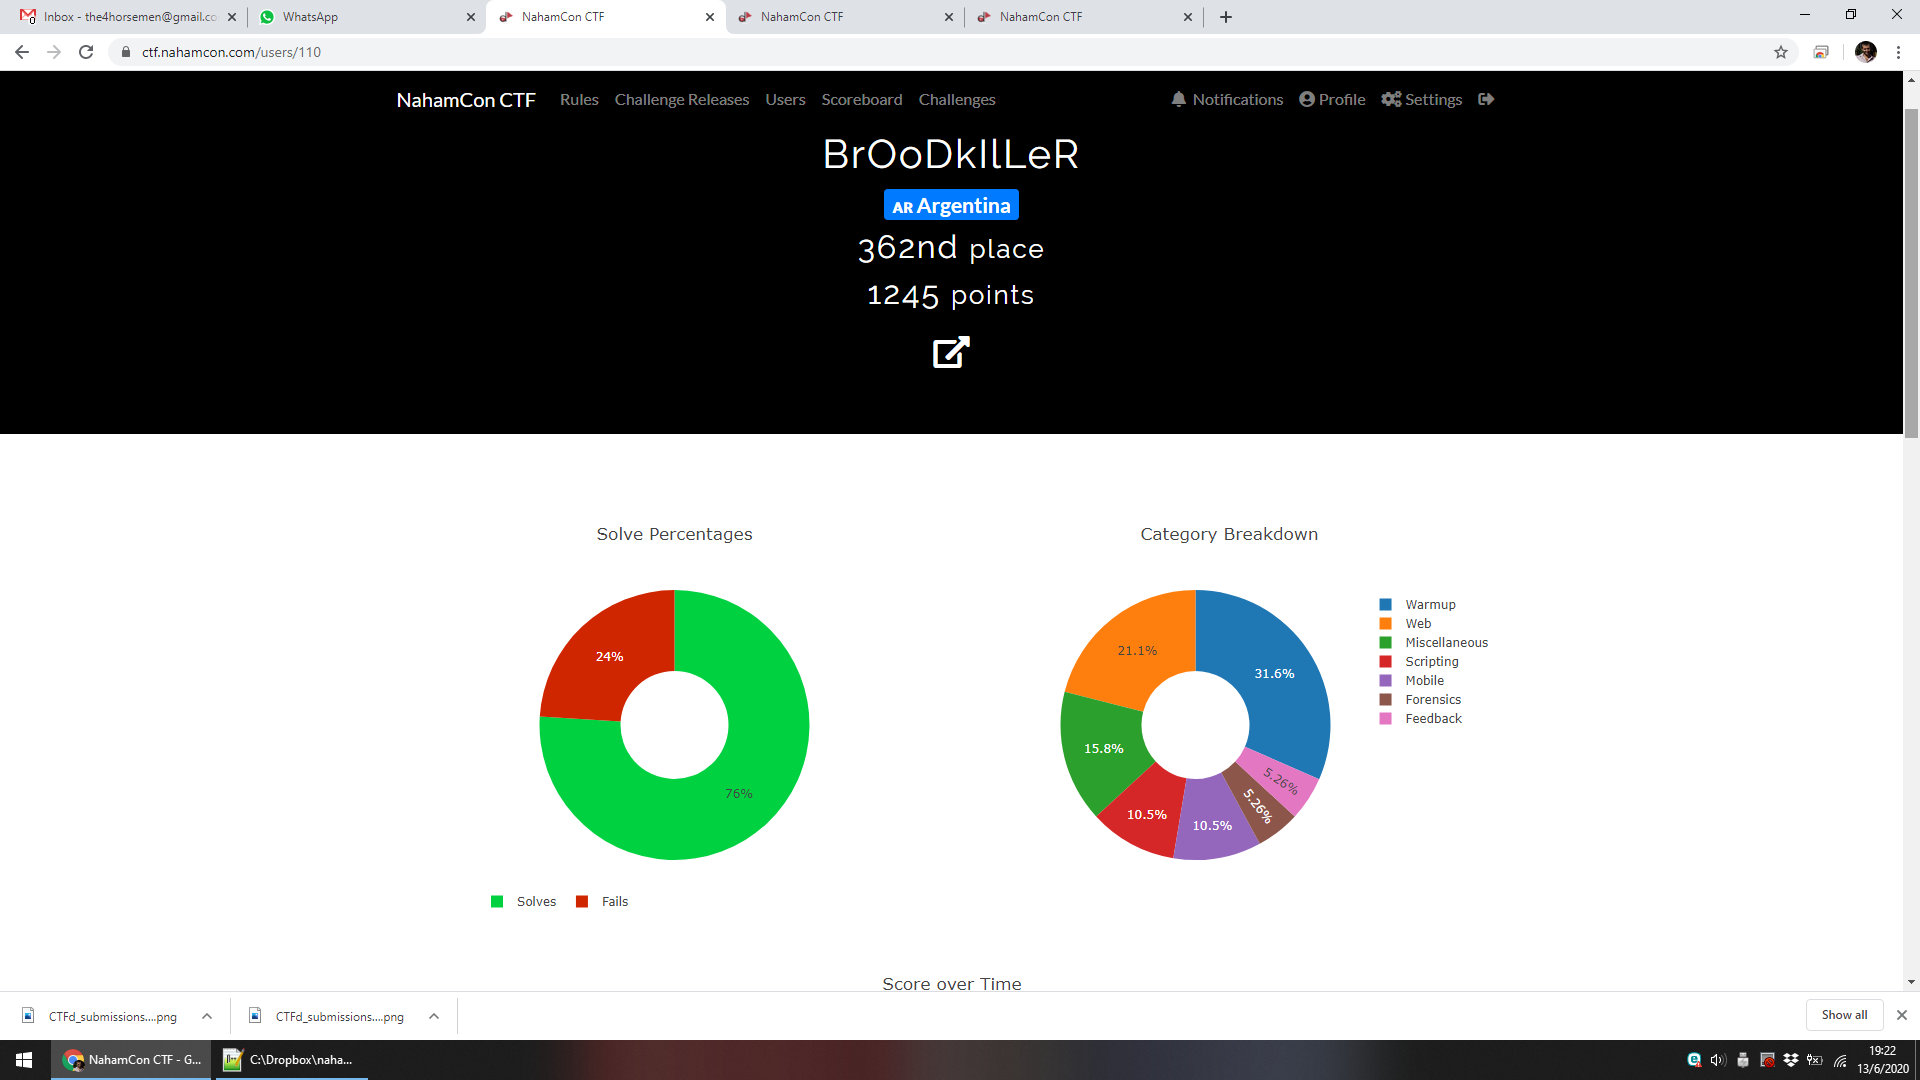 Inbox - the4horsemen@gmail.co
WhatsApp
NahamCon CTF
NahamCon CTF
NahamCon CTF
ctf.nahamcon.com/users/110
NahamCon CTF
Rules
Challenge Releases
Users
Scoreboard
Challenges
Notifications
Profile
Settings
BrOoDkIlLeR
AR Argentina
362nd place
1245 points
Solve Percentages
Category Breakdown
24%
76%
Solves
Fails
21.1%
31.6%
15.8%
10.5%
10.5%
5.26%
5.26%
Warmup
Web
Miscellaneous
Scripting
Mobile
Forensics
Feedback
Score over Time
CTFd_submissions....png
CTFd_submissions....png
Show all
NahamCon CTF - G...
C:\Dropbox\naha...
19:22
13/6/2020